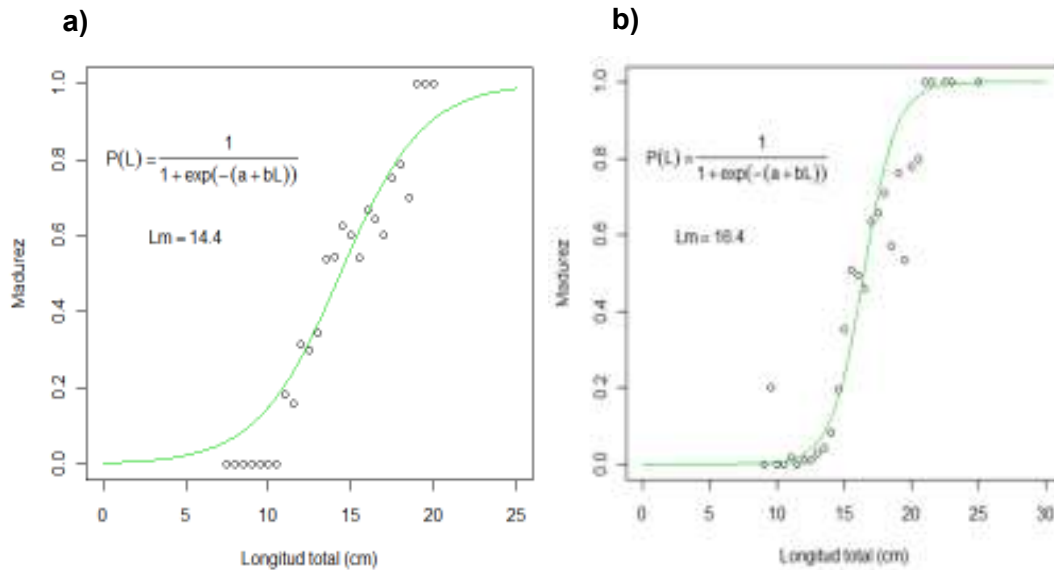 a)
P(L) = 1 / 1+exp(-(a+bL))
Lm = 14.4
Madurez
0.0 0.2 0.4 0.6 0.8 1.0
0 5 10 15 20 25
Longitud total (cm)
b)
P(L) = 1 / 1+exp(-(a+bL))
Lm = 16.4
Madurez
0.0 0.2 0.4 0.6 0.8 1.0
0 5 10 15 20 25 30
Longitud total (cm)